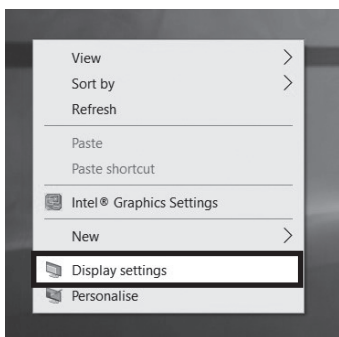 View
Sort by
Refresh
Paste
Paste shortcut
Intel® Graphics Settings
New
Display settings
Personalise